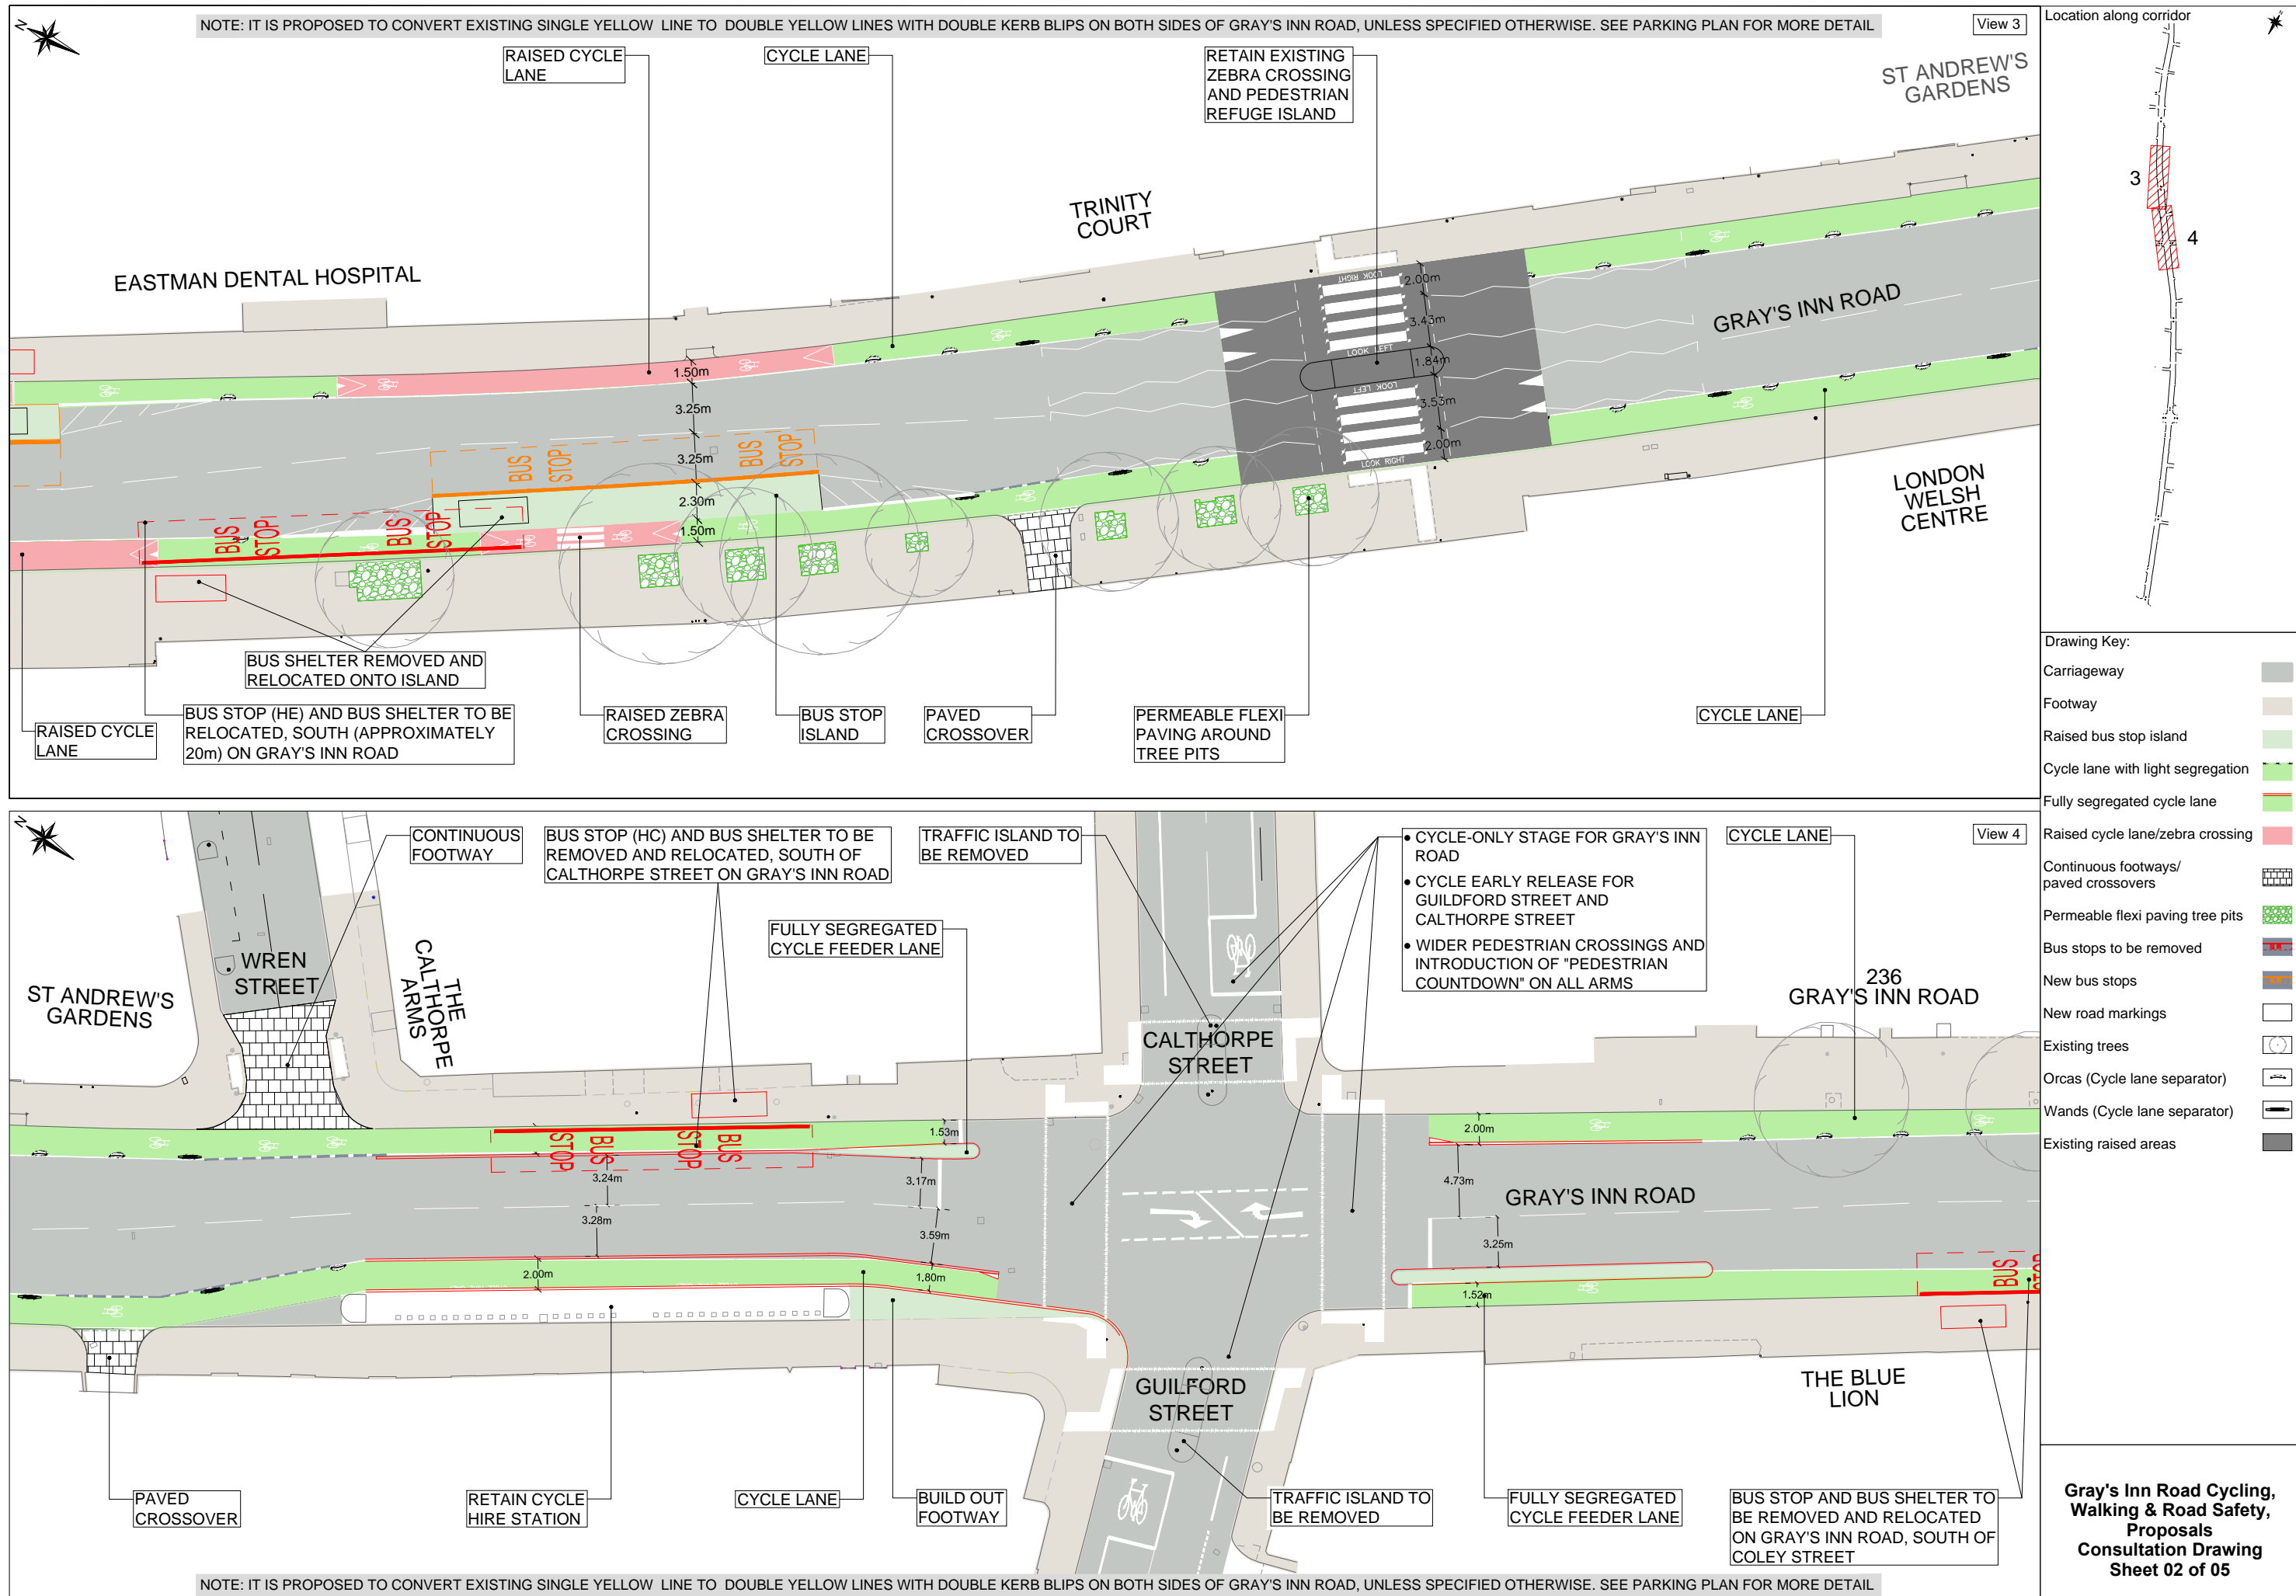 NOTE: IT IS PROPOSED TO CONVERT EXISTING SINGLE YELLOW LINE TO DOUBLE YELLOW LINES WITH DOUBLE KERB BLIPS ON BOTH SIDES OF GRAY'S INN ROAD, UNLESS SPECIFIED OTHERWISE. SEE PARKING PLAN FOR MORE DETAIL
View 3
N
RAISED CYCLE
LANE
CYCLE LANE
RETAIN EXISTING
ZEBRA CROSSING
AND PEDESTRIAN
REFUGE ISLAND
ST ANDREW'S
GARDENS
TRINITY
COURT
EASTMAN DENTAL HOSPITAL
GRAY'S INN ROAD
LOOK RIGHT
LOOK LEFT
LOOK LEFT
LOOK RIGHT
2.00m
3.43m
1.84m
3.53m
2.00m
1.50m
3.25m
3.25m
2.30m
1.50m
BUS
STOP
BUS
STOP
BUS
STOP
BUS
STOP
LONDON
WELSH
CENTRE
BUS SHELTER REMOVED AND
RELOCATED ONTO ISLAND
RAISED CYCLE
LANE
BUS STOP (HE) AND BUS SHELTER TO BE
RELOCATED, SOUTH (APPROXIMATELY
20m) ON GRAY'S INN ROAD
RAISED ZEBRA
CROSSING
BUS STOP
ISLAND
PAVED
CROSSOVER
PERMEABLE FLEXI
PAVING AROUND
TREE PITS
CYCLE LANE
N
CONTINUOUS
FOOTWAY
BUS STOP (HC) AND BUS SHELTER TO BE
REMOVED AND RELOCATED, SOUTH OF
CALTHORPE STREET ON GRAY'S INN ROAD
TRAFFIC ISLAND TO
BE REMOVED
FULLY SEGREGATED
CYCLE FEEDER LANE
• CYCLE-ONLY STAGE FOR GRAY'S INN
ROAD
• CYCLE EARLY RELEASE FOR
GUILDFORD STREET AND
CALTHORPE STREET
• WIDER PEDESTRIAN CROSSINGS AND
INTRODUCTION OF "PEDESTRIAN
COUNTDOWN" ON ALL ARMS
CYCLE LANE
View 4
ST ANDREW'S
GARDENS
WREN
STREET
THE
CALTHORPE
ARMS
CALTHORPE
STREET
236
GRAY'S INN ROAD
BUS
STOP
BUS
STOP
1.53m
3.24m
3.17m
3.28m
3.59m
2.00m
1.80m
2.00m
4.73m
3.25m
1.52m
GRAY'S INN ROAD
BUS
STOP
GUILFORD
STREET
THE BLUE
LION
PAVED
CROSSOVER
RETAIN CYCLE
HIRE STATION
CYCLE LANE
BUILD OUT
FOOTWAY
TRAFFIC ISLAND TO
BE REMOVED
FULLY SEGREGATED
CYCLE FEEDER LANE
BUS STOP AND BUS SHELTER TO
BE REMOVED AND RELOCATED
ON GRAY'S INN ROAD, SOUTH OF
COLEY STREET
NOTE: IT IS PROPOSED TO CONVERT EXISTING SINGLE YELLOW LINE TO DOUBLE YELLOW LINES WITH DOUBLE KERB BLIPS ON BOTH SIDES OF GRAY'S INN ROAD, UNLESS SPECIFIED OTHERWISE. SEE PARKING PLAN FOR MORE DETAIL
Location along corridor
3
4
Drawing Key:
Carriageway
Footway
Raised bus stop island
Cycle lane with light segregation
Fully segregated cycle lane
Raised cycle lane/zebra crossing
Continuous footways/
paved crossovers
Permeable flexi paving tree pits
Bus stops to be removed
New bus stops
New road markings
Existing trees
Orcas (Cycle lane separator)
Wands (Cycle lane separator)
Existing raised areas
Gray's Inn Road Cycling,
Walking & Road Safety,
Proposals
Consultation Drawing
Sheet 02 of 05